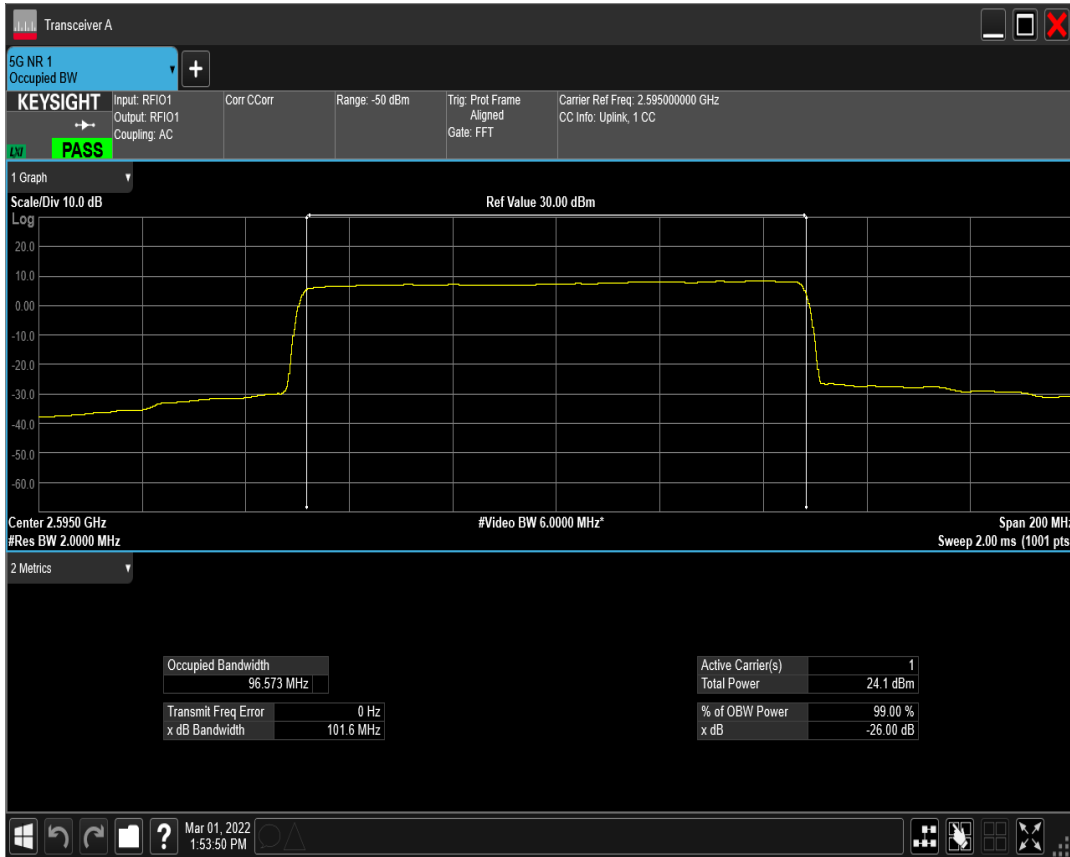 Transceiver A
5G NR 1
Occupied BW
KEYSIGHT
LXI
PASS
Input: RFIO1
Output: RFIO1
Coupling: AC
Corr CCorr
Range: -50 dBm
Trig: Prot Frame
Aligned
Gate: FFT
Carrier Ref Freq: 2.595000000 GHz
CC Info: Uplink, 1 CC
1 Graph
Scale/Div 10.0 dB
Ref Value 30.00 dBm
Log
20.0
10.0
0.00
-10.0
-20.0
-30.0
-40.0
-50.0
-60.0
Center 2.5950 GHz
#Video BW 6.0000 MHz*
Span 200 MHz
#Res BW 2.0000 MHz
Sweep 2.00 ms (1001 pts
2 Metrics
Occupied Bandwidth
96.573 MHz
Transmit Freq Error 0 Hz
x dB Bandwidth 101.6 MHz
Active Carrier(s) 1
Total Power 24.1 dBm
% of OBW Power 99.00 %
x dB -26.00 dB
?
Mar 01, 2022
1:53:50 PM